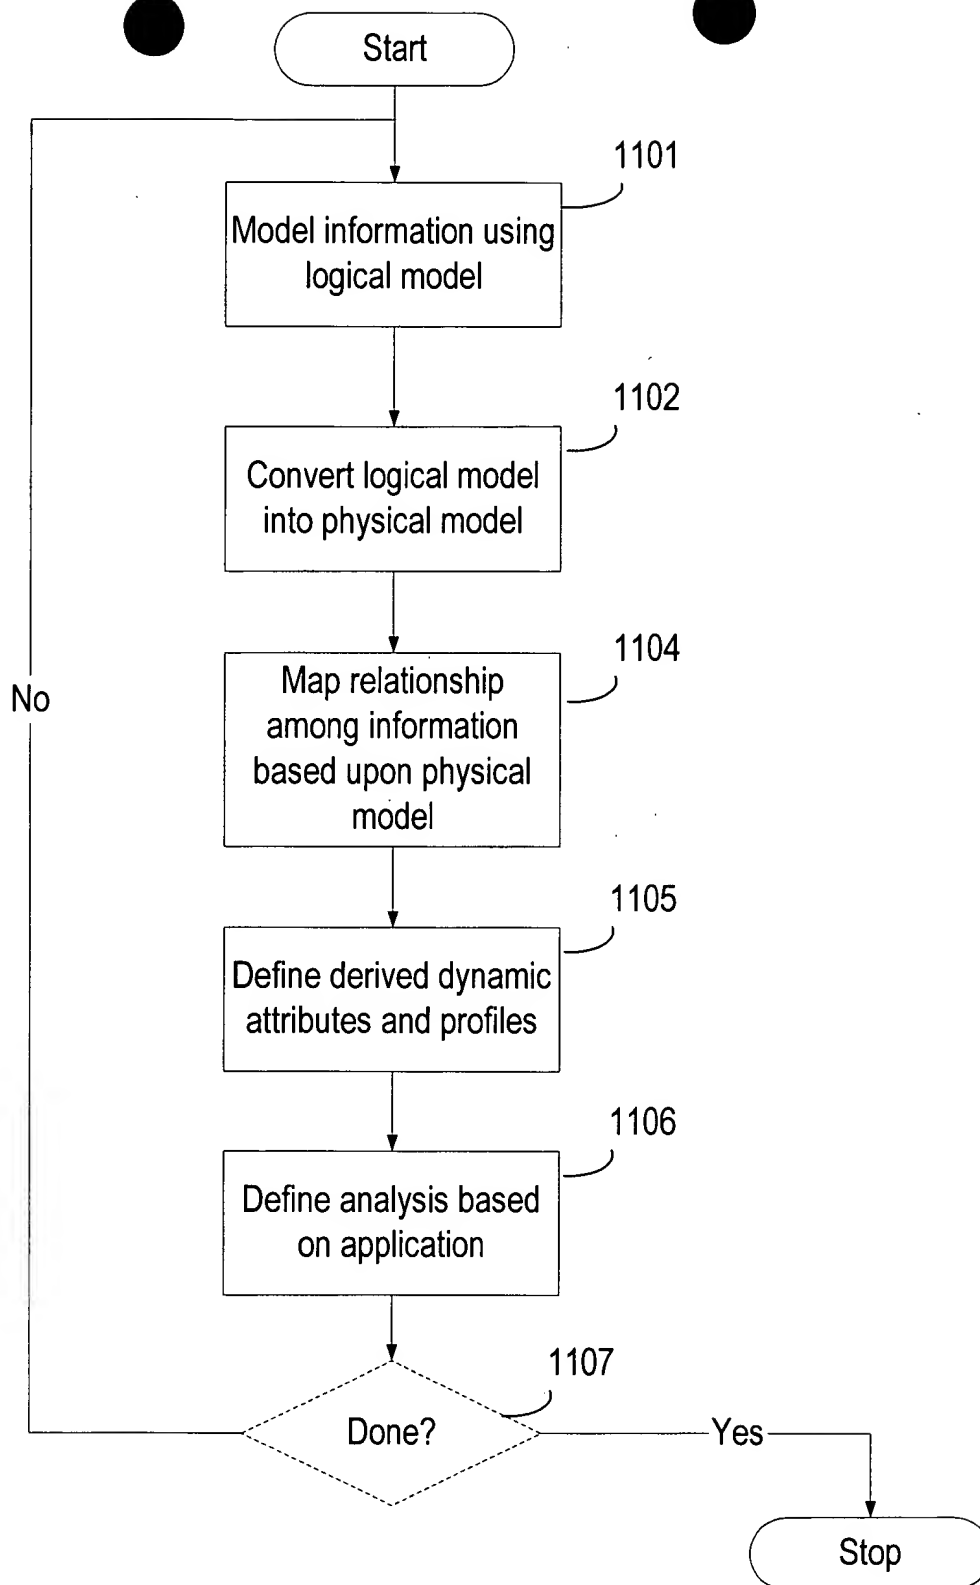 Start
1101
Model information using
logical model
1102
Convert logical model
into physical model
1104
Map relationship
among information
based upon physical
model
No
1105
Define derived dynamic
attributes and profiles
1106
Define analysis based
on application
1107
Done?
Yes
Stop